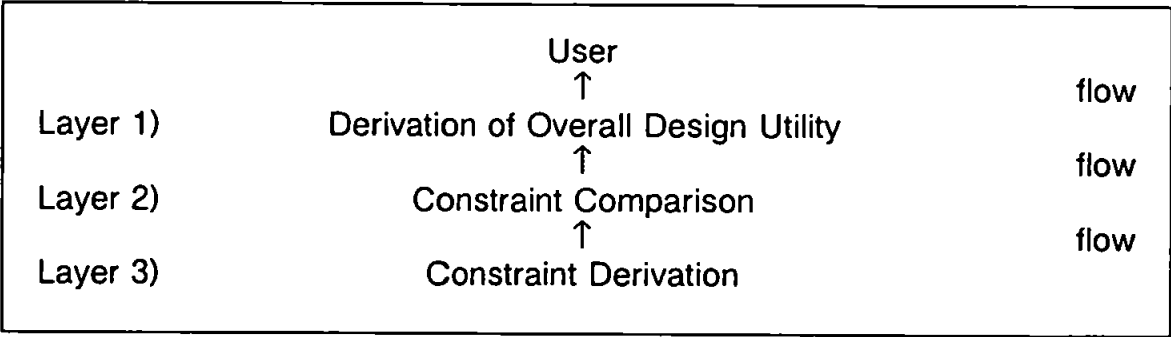 User
↑
flow
Layer 1) Derivation of Overall Design Utility
↑
flow
Layer 2) Constraint Comparison
↑
flow
Layer 3) Constraint Derivation